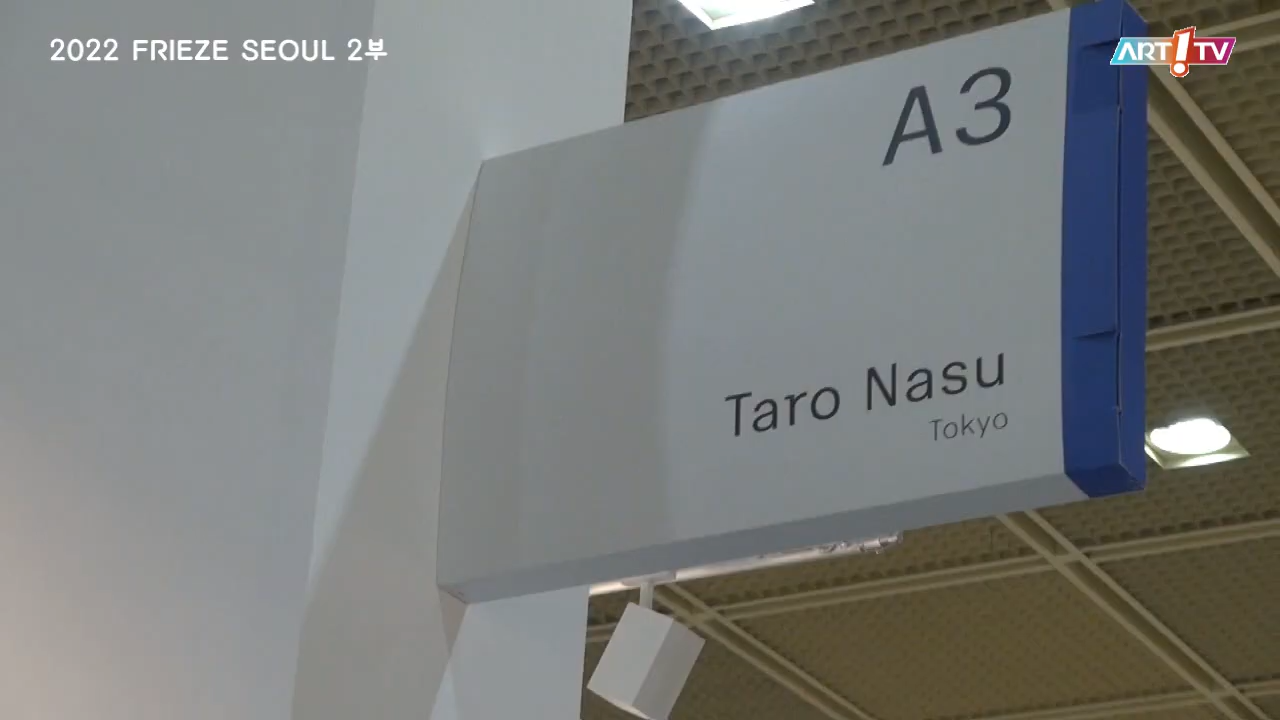 2022 FRIEZE SEOUL 2부
ART!TV
A3
Taro Nasu
Tokyo